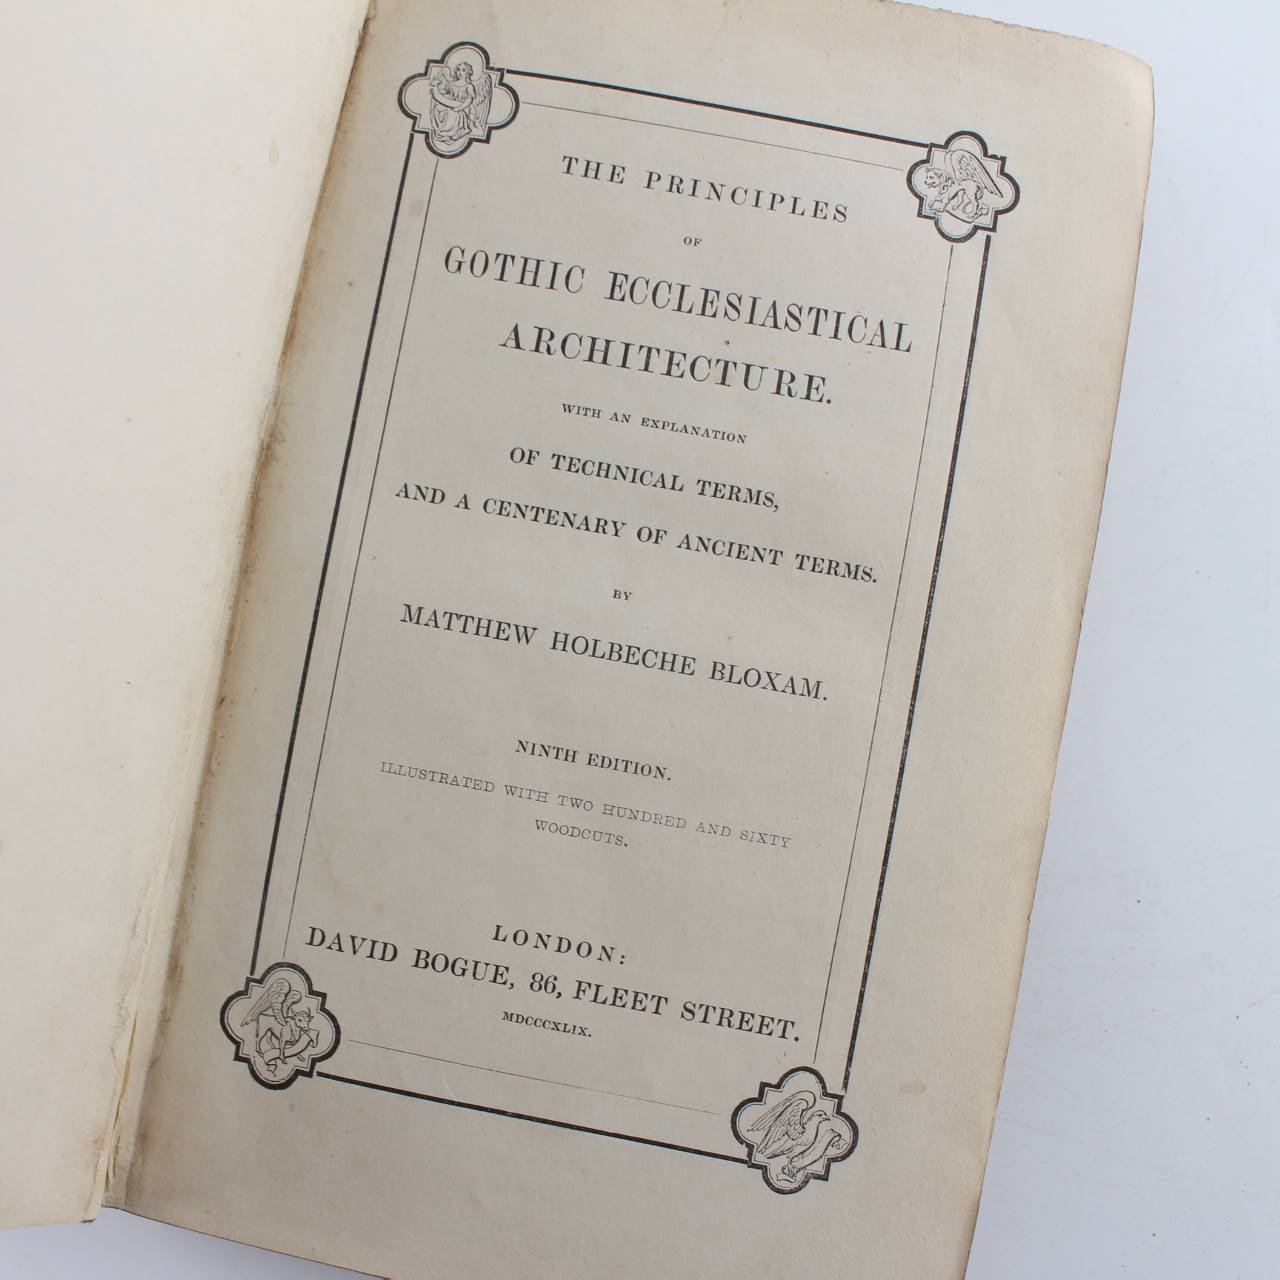 THE PRINCIPLES
OF
GOTHIC ECCLESIASTICAL
ARCHITECTURE.
WITH AN EXPLANATION
OF TECHNICAL TERMS,
AND A CENTENARY OF ANCIENT TERMS.
BY
MATTHEW HOLBECHE BLOXAM.
NINTH EDITION.
ILLUSTRATED WITH TWO HUNDRED AND SIXTY
WOODCUTS.
LONDON:
DAVID BOGUE, 86, FLEET STREET.
MDCCCXLIX.